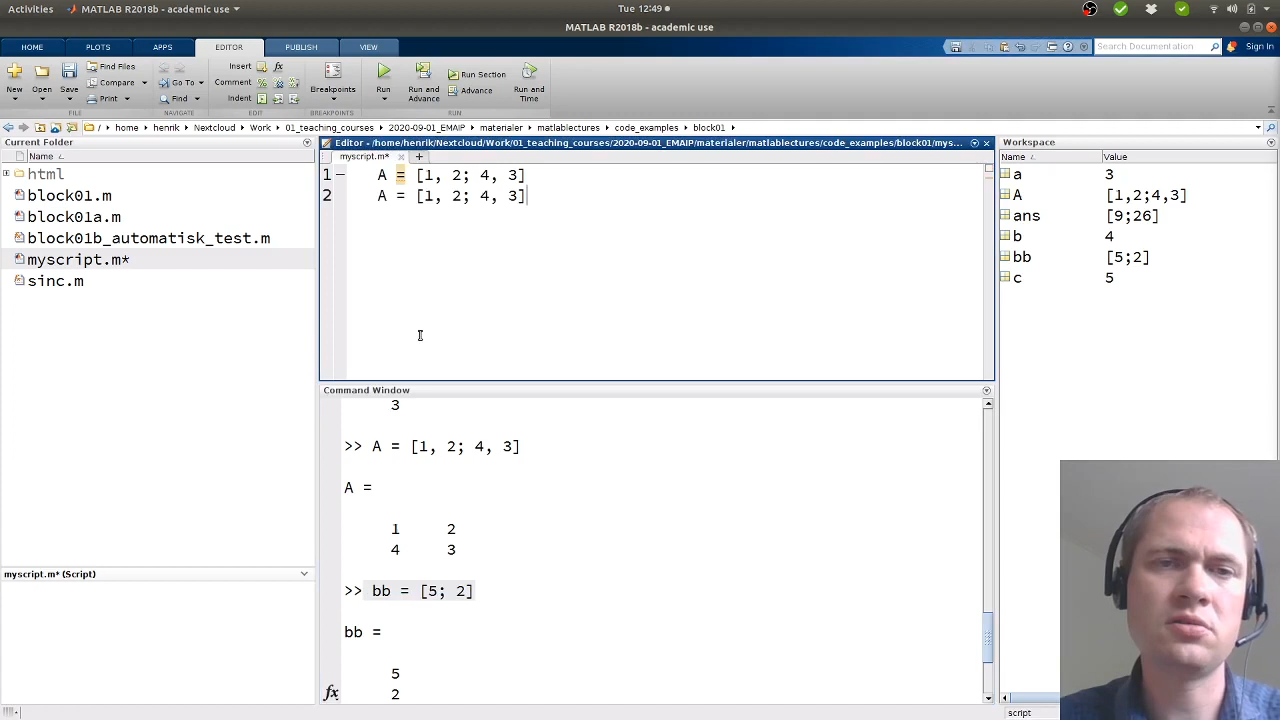 Activities MATLAB R2018b - academic use Tue 12:49
MATLAB R2018b - academic use
HOME PLOTS APPS EDITOR PUBLISH VIEW Search Documentation Sign In
New Open Save Find Files Compare Print Go To Find Insert Comment Indent Breakpoints Run Run and Advance Run Section Advance Run and Time
FILE NAVIGATE EDIT BREAKPOINTS RUN
/ home henrik Nextcloud Work 01_teaching_courses 2020-09-01_EMAIP materialer matlablectures code_examples block01
Current Folder
Name
html
block01.m
block01a.m
block01b_automatisk_test.m
myscript.m*
sinc.m
myscript.m* (Script)
Editor - /home/henrik/Nextcloud/Work/01_teaching_courses/2020-09-01_EMAIP/materialer/matlablectures/code_examples/block01/mys...
myscript.m*
1 A = [1, 2; 4, 3]
2 A = [1, 2; 4, 3]
Command Window
3
>> A = [1, 2; 4, 3]
A =
1 2
4 3
>> bb = [5; 2]
bb =
5
2
fx
Workspace
Name Value
a 3
A [1,2;4,3]
ans [9;26]
b 4
bb [5;2]
c 5
script